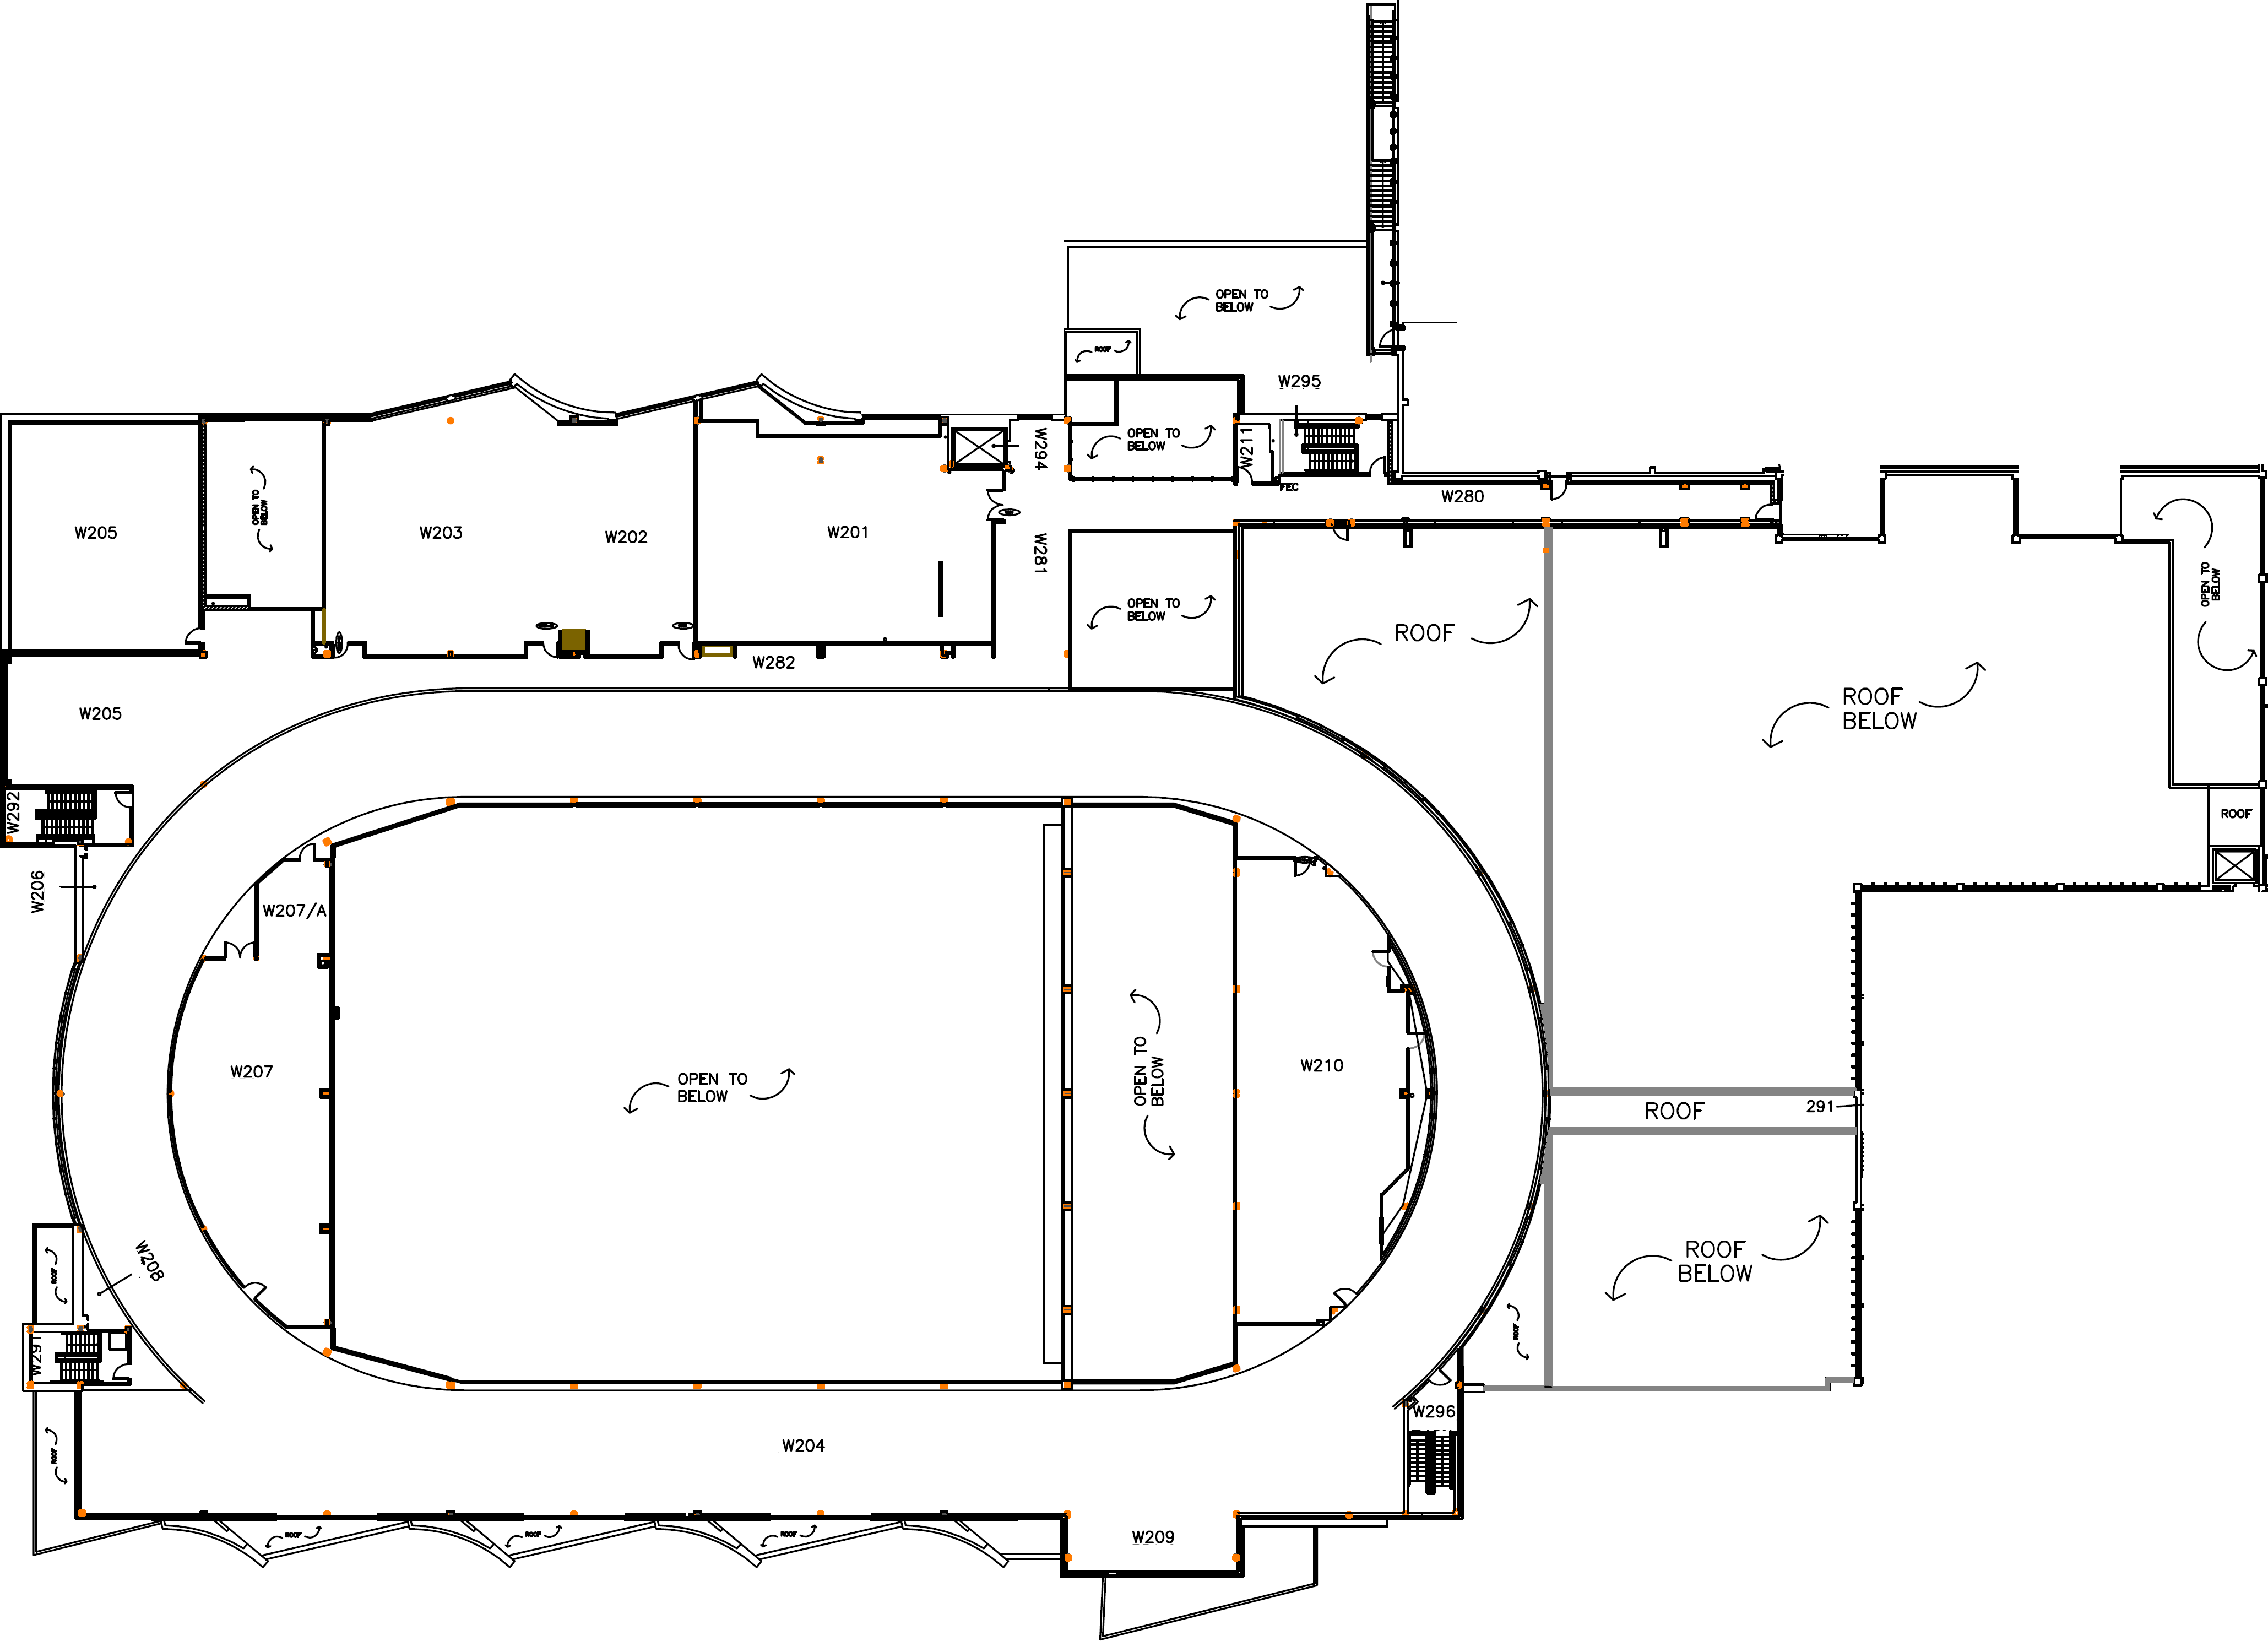 OPEN TO
BELOW
ROOF
W295
W294
OPEN TO
BELOW
W211
FEC
W280
W205
OPEN TO
BELOW
W203
W202
W201
W281
OPEN TO
BELOW
ROOF
OPEN TO
BELOW
W282
W205
ROOF
BELOW
W292
ROOF
W206
W207/A
W207
OPEN TO
BELOW
OPEN TO
BELOW
W210
ROOF
291
W208
ROOF
ROOF
BELOW
ROOF
W291
W296
ROOF
W204
ROOF
ROOF
ROOF
W209